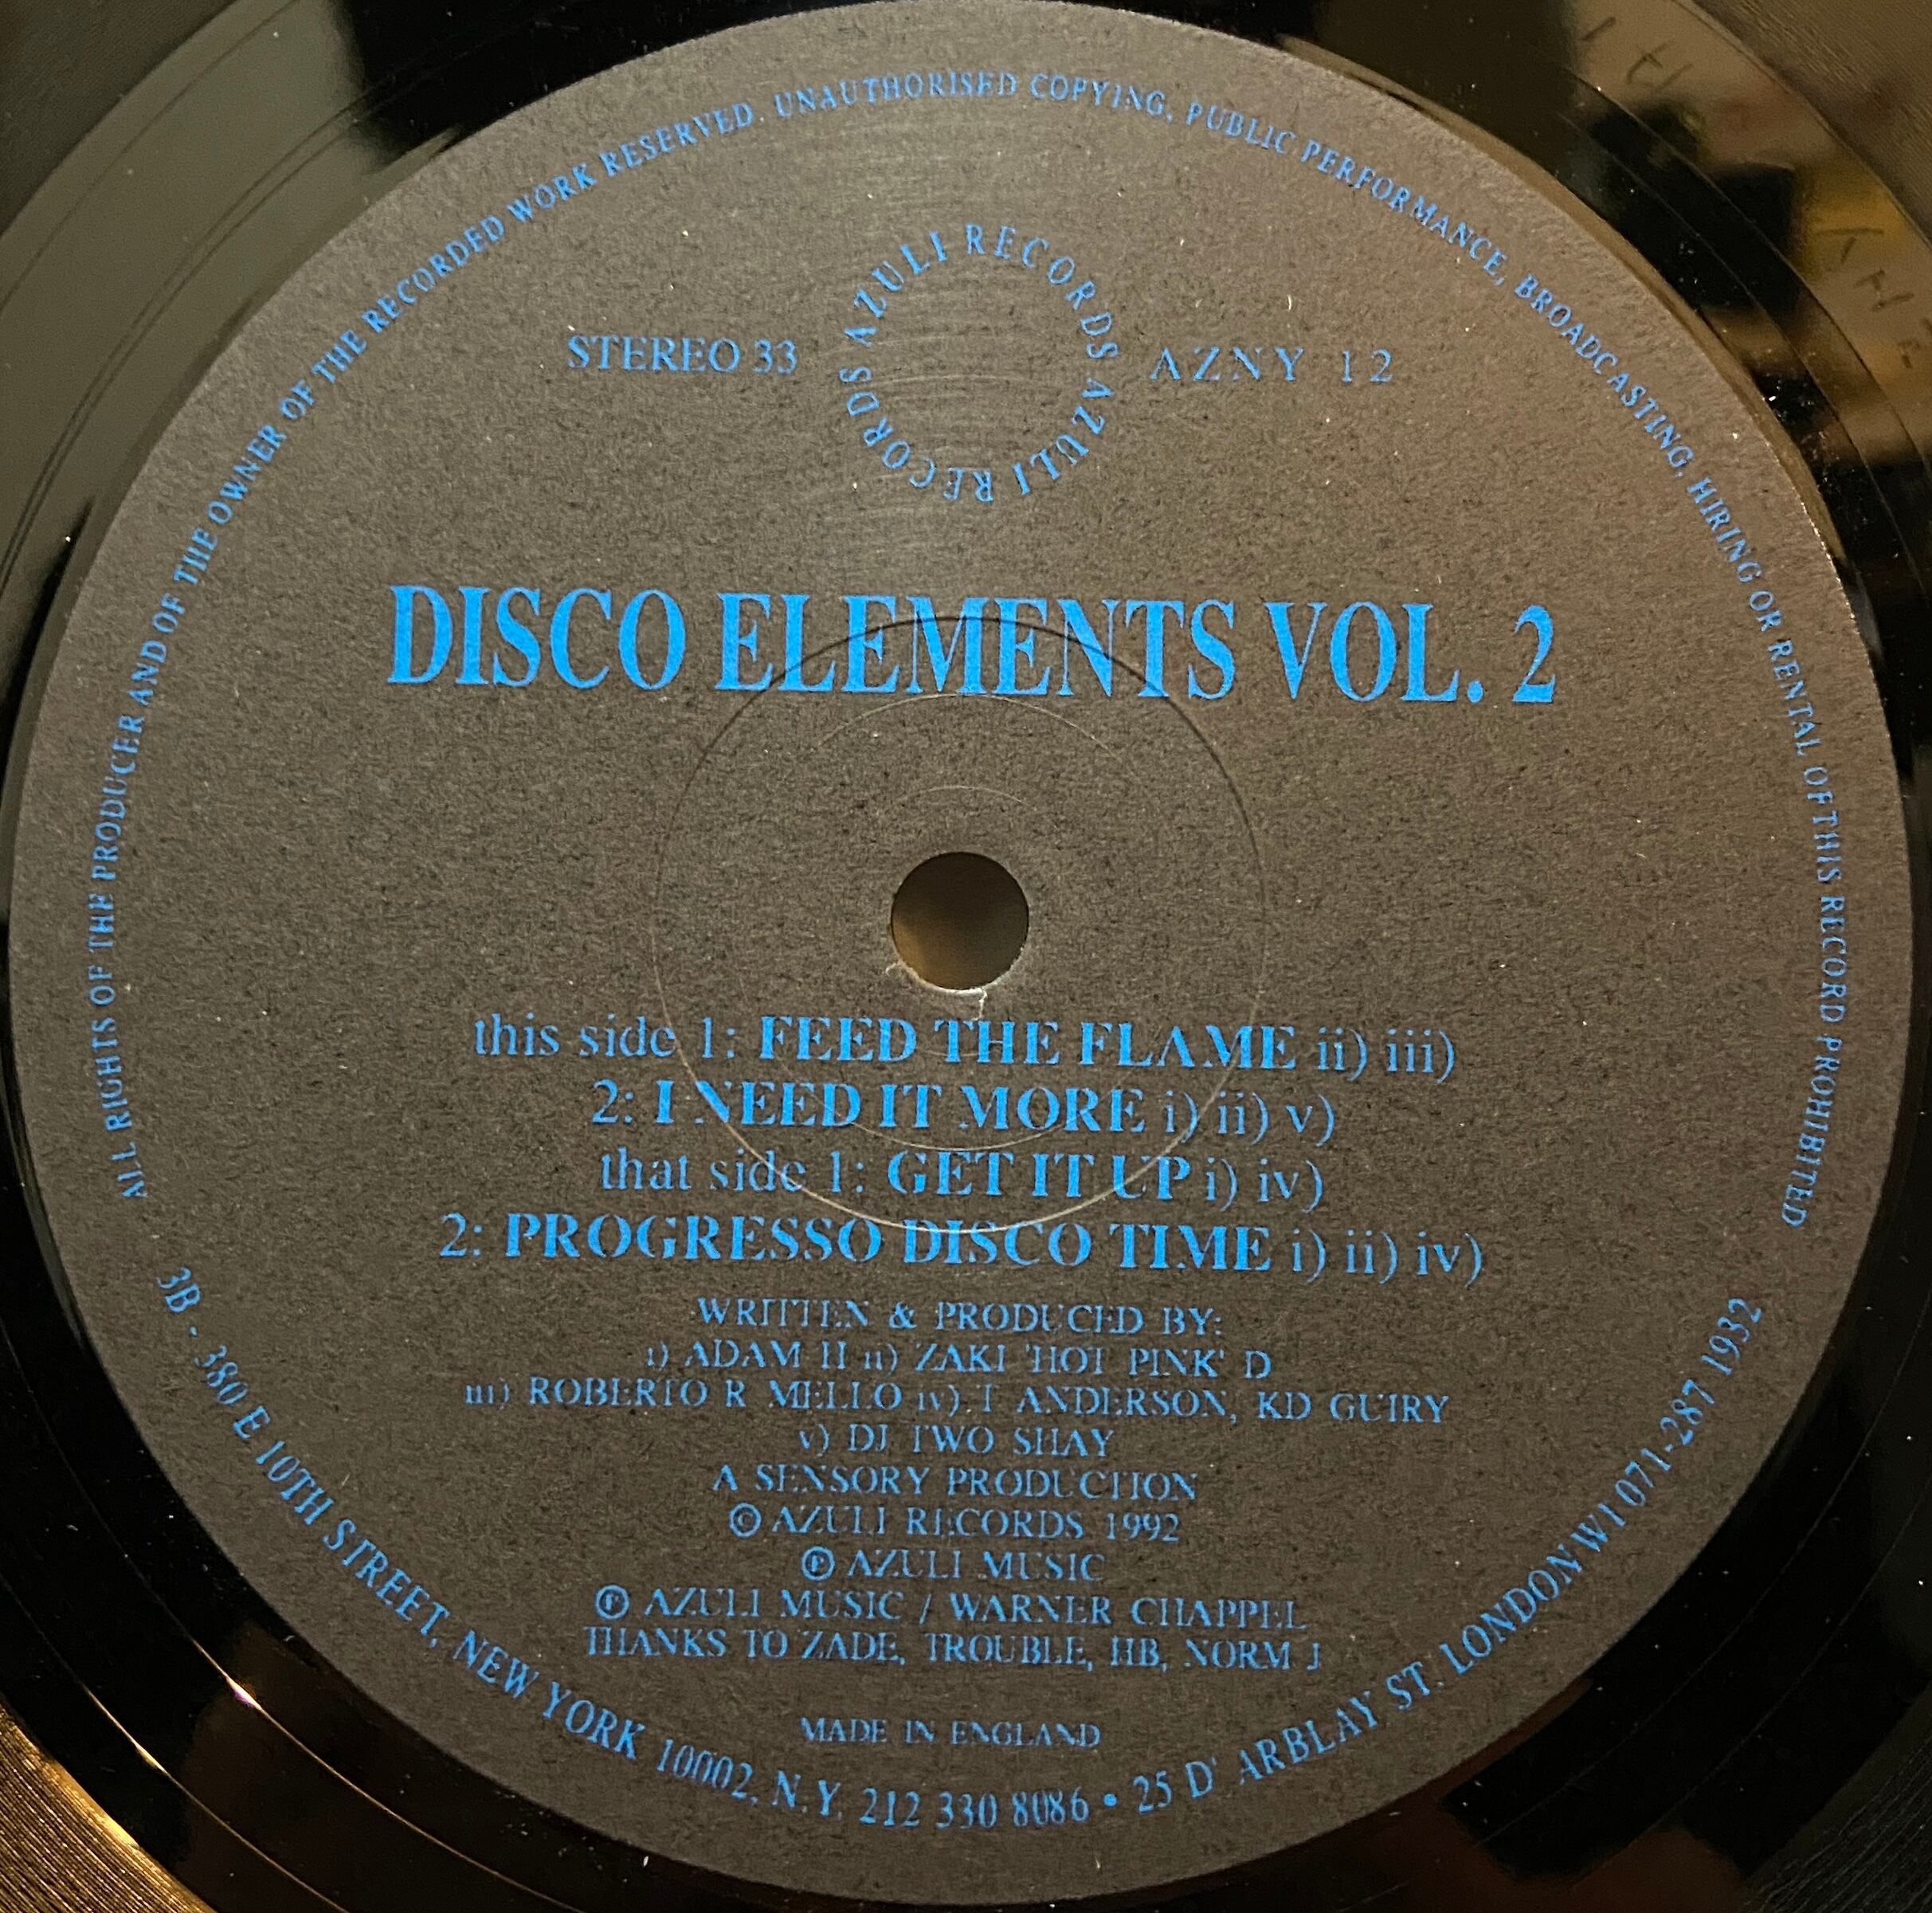 ALL RIGHTS OF THE PRODUCER AND OF THE OWNER OF THE RECORDED WORK RESERVED. UNAUTHORISED COPYING, PUBLIC PERFORMANCE, BROADCASTING, HIRING OR RENTAL OF THIS RECORD PROHIBITED
AZULI RECORDS AZULI RECORDS
STEREO 33
AZNY 12
DISCO ELEMENTS VOL. 2
this side 1: FEED THE FLAME ii) iii)
2: I NEED IT MORE i) ii) v)
that side 1: GET IT UP i) iv)
2: PROGRESSO DISCO TIME i) ii) iv)
WRITTEN & PRODUCED BY:
i) ADAM II ii) ZAKI 'HOT PINK' D
iii) ROBERTO R MELLO iv) T ANDERSON, KD GUIRY
v) DJ TWO SHAY
A SENSORY PRODUCTION
© AZULI RECORDS 1992
℗ AZULI MUSIC
℗ AZULI MUSIC / WARNER CHAPPEL
THANKS TO ZADE, TROUBLE, HB, NORM J
MADE IN ENGLAND
3B - 380 E 10TH STREET, NEW YORK 10002, N.Y. 212 330 8086 • 25 D' ARBLAY ST. LONDON W1 071-287 1932